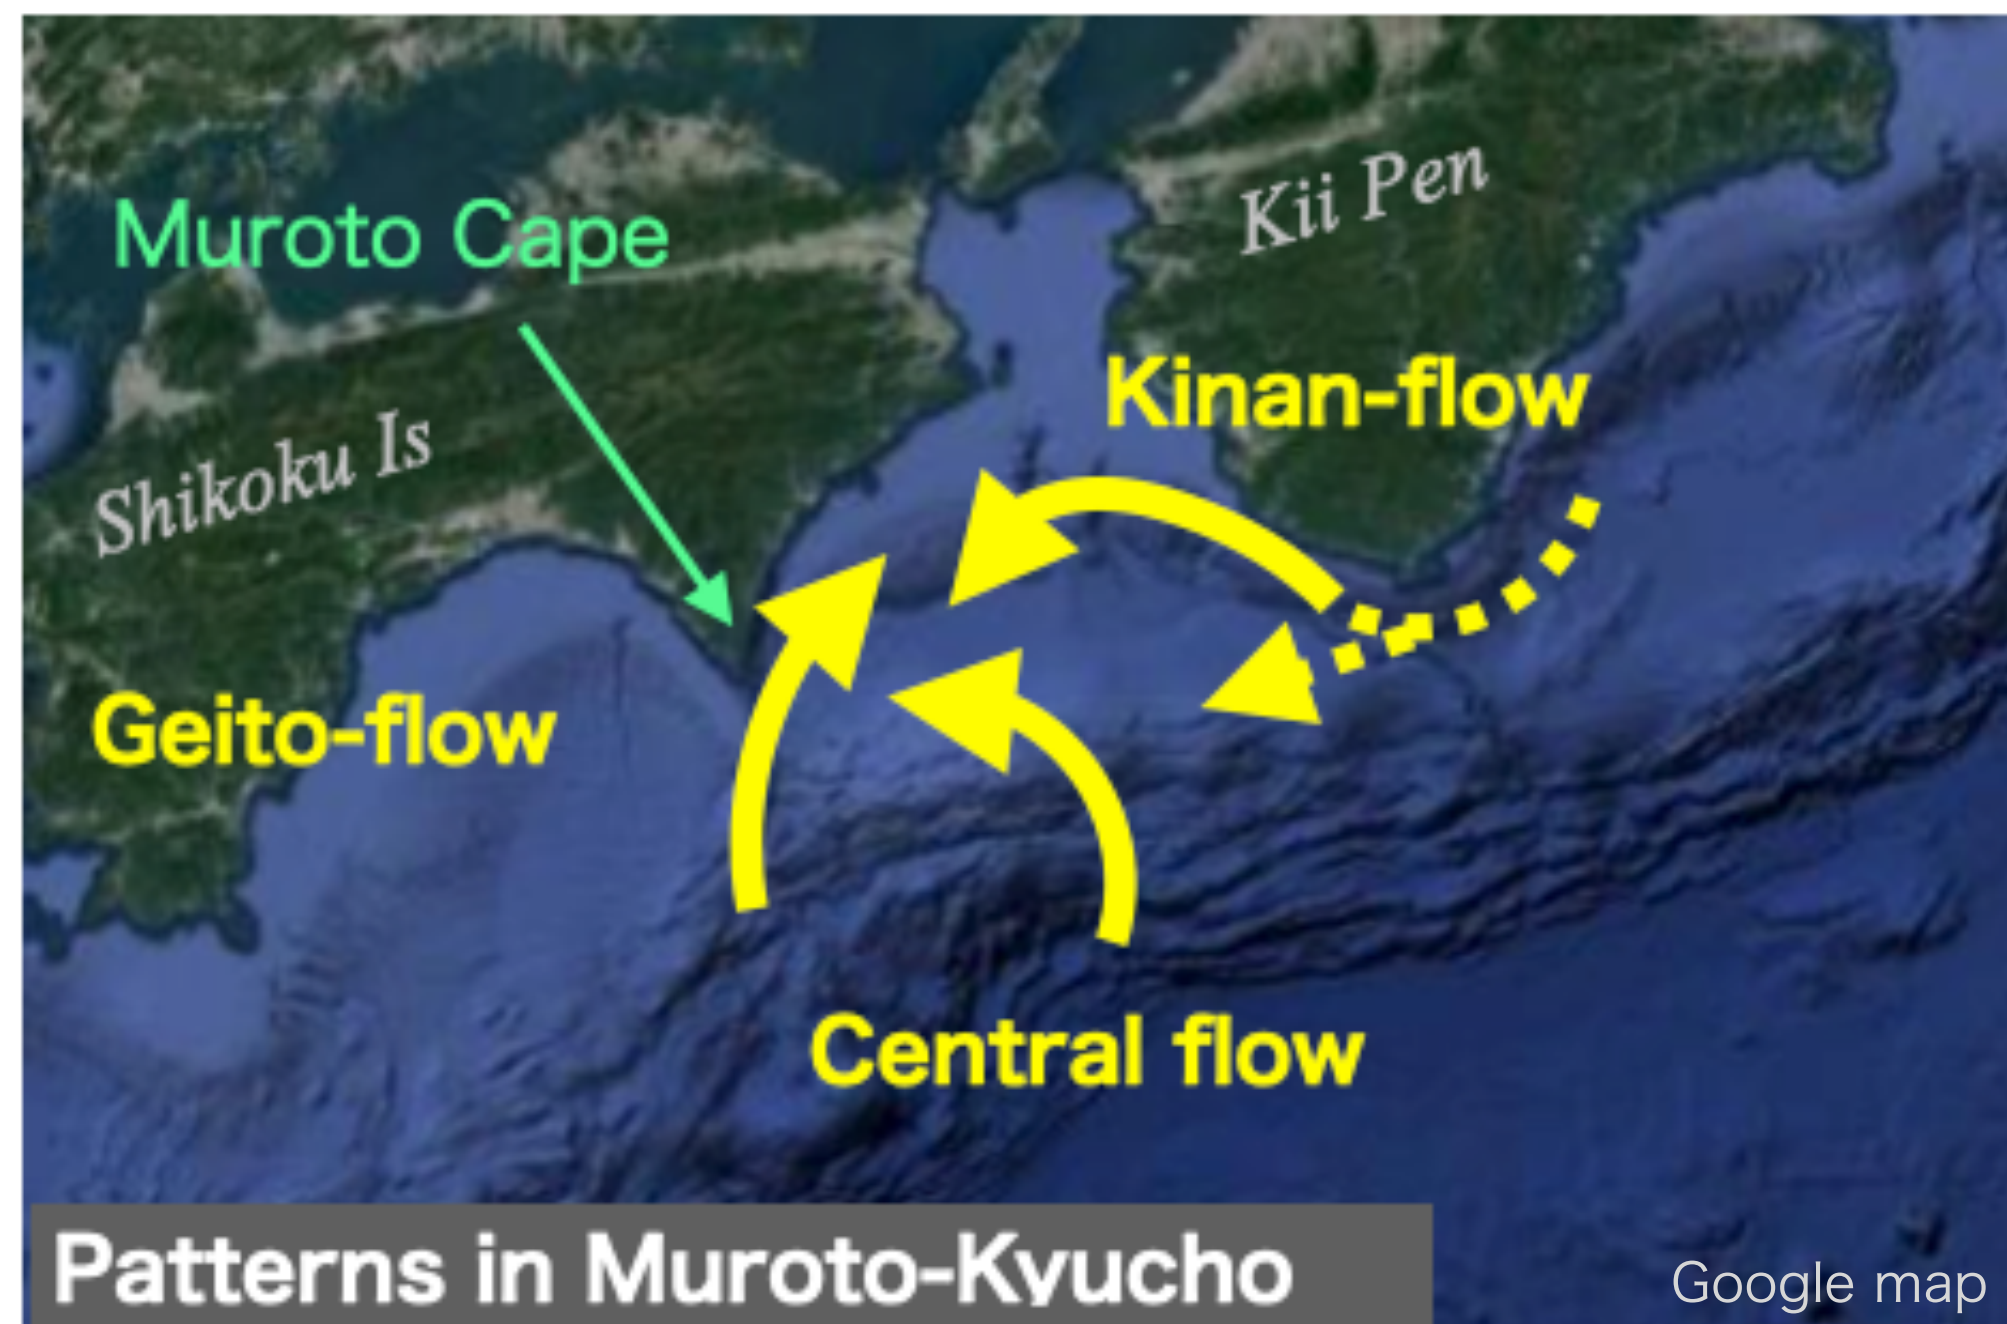 Muroto Cape
Kii Pen
Kinan-flow
Shikoku Is
Geito-flow
Central flow
Patterns in Muroto-Kyucho
Google map